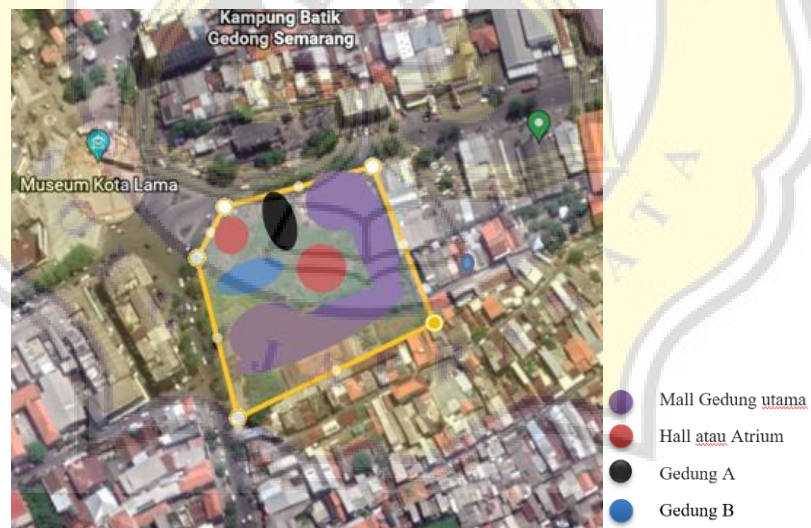 Kampung Batik
Gedong Semarang
Museum Kota Lama
Mall Gedung utama
Hall atau Atrium
Gedung A
Gedung B